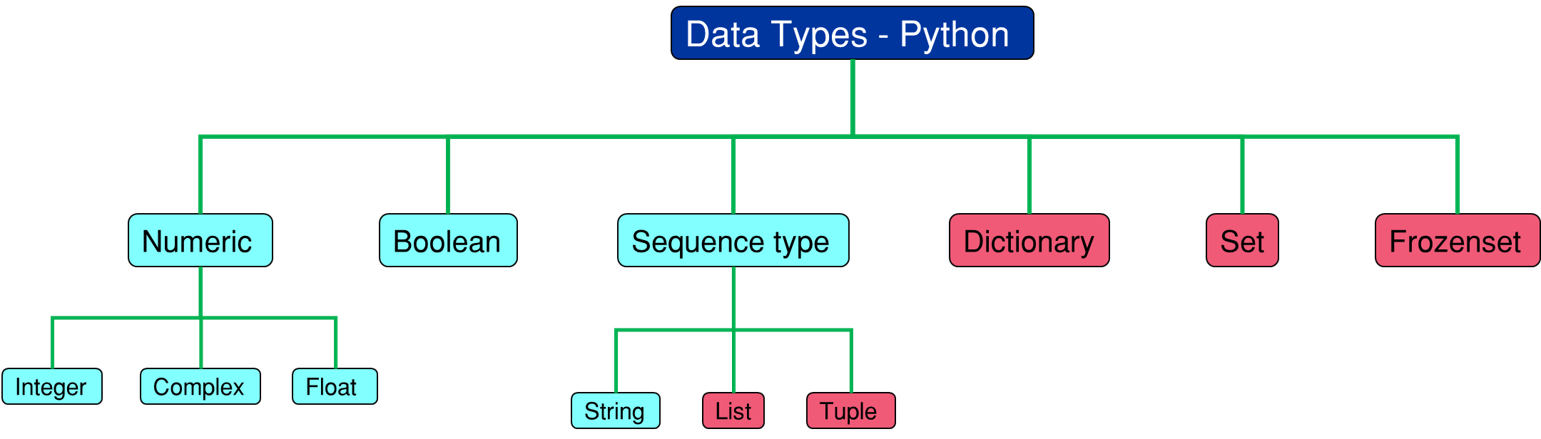 Data Types - Python
Numeric
Boolean
Sequence type
Dictionary
Set
Frozenset
Integer
Complex
Float
String
List
Tuple